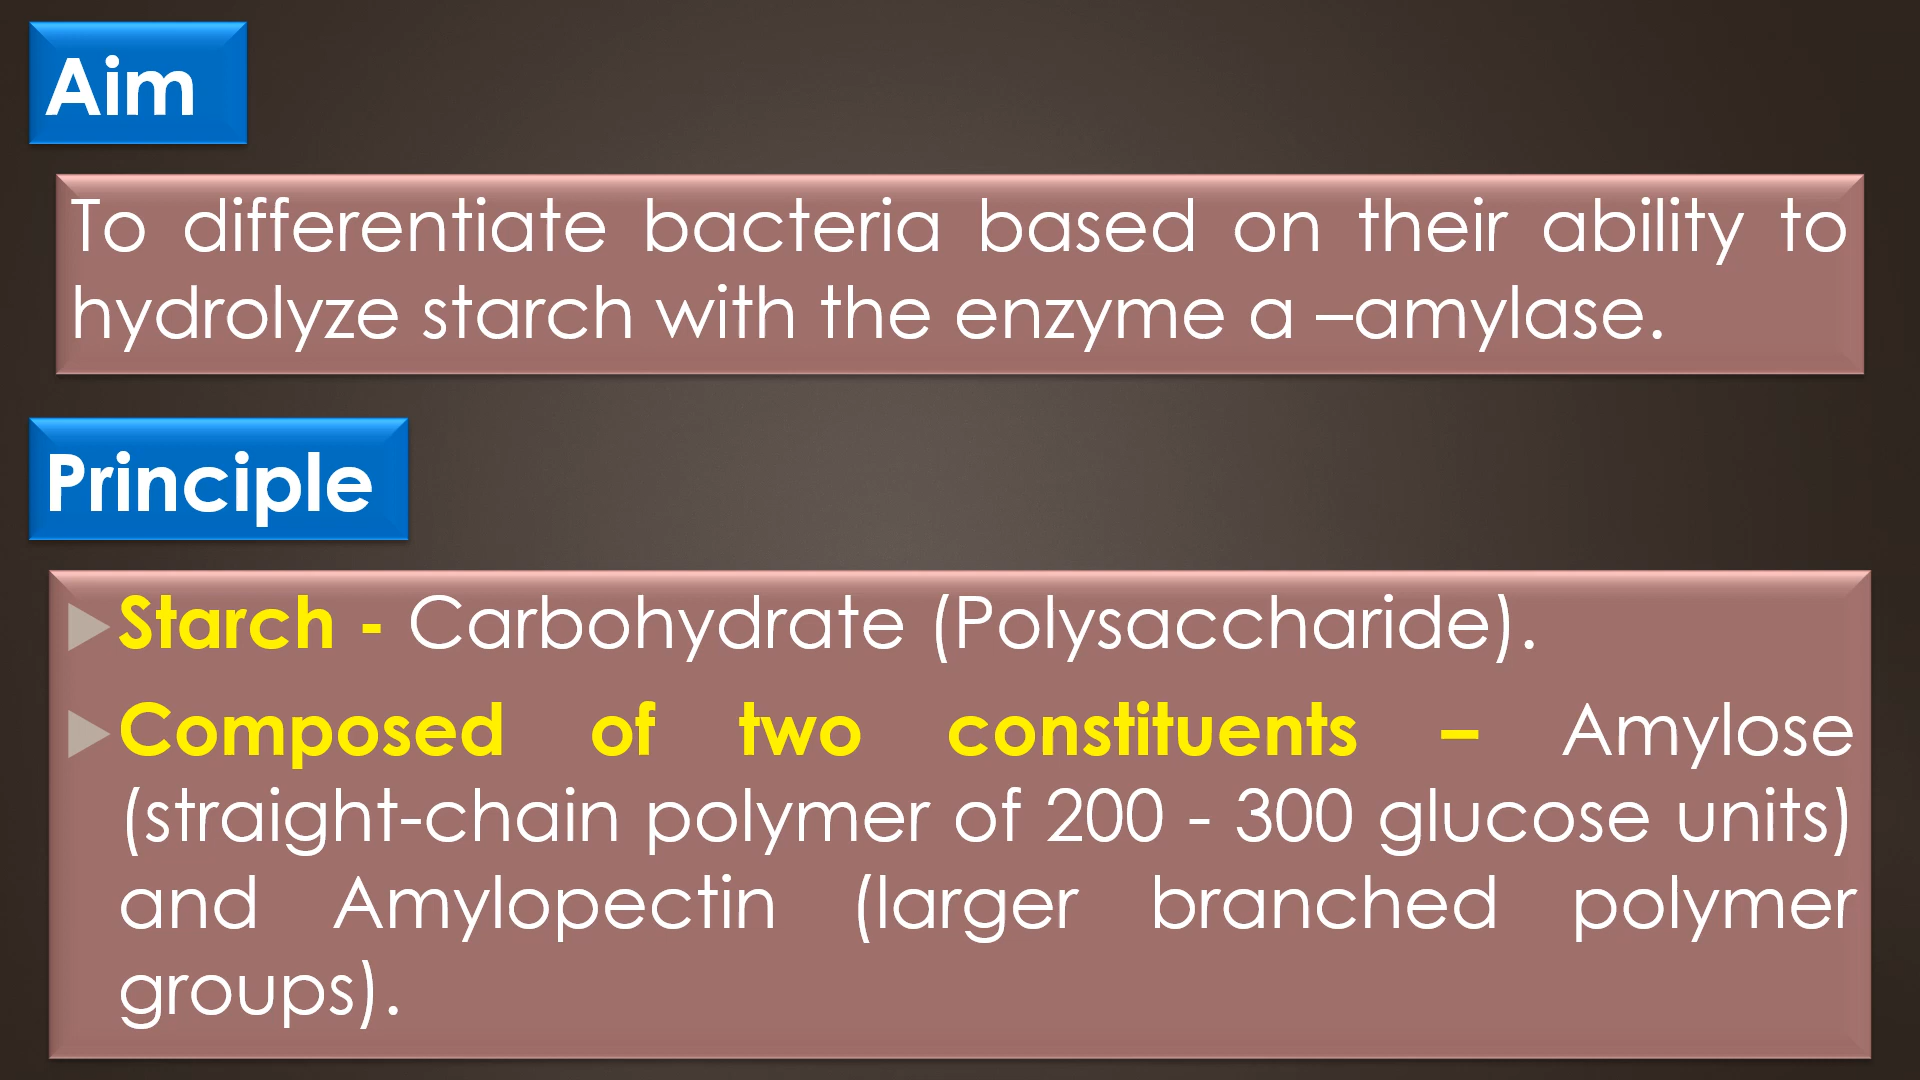 Aim
To differentiate bacteria based on their ability to
hydrolyze starch with the enzyme a –amylase.
Principle
Starch - Carbohydrate (Polysaccharide).
Composed of two constituents – Amylose
(straight-chain polymer of 200 - 300 glucose units)
and Amylopectin (larger branched polymer
groups).